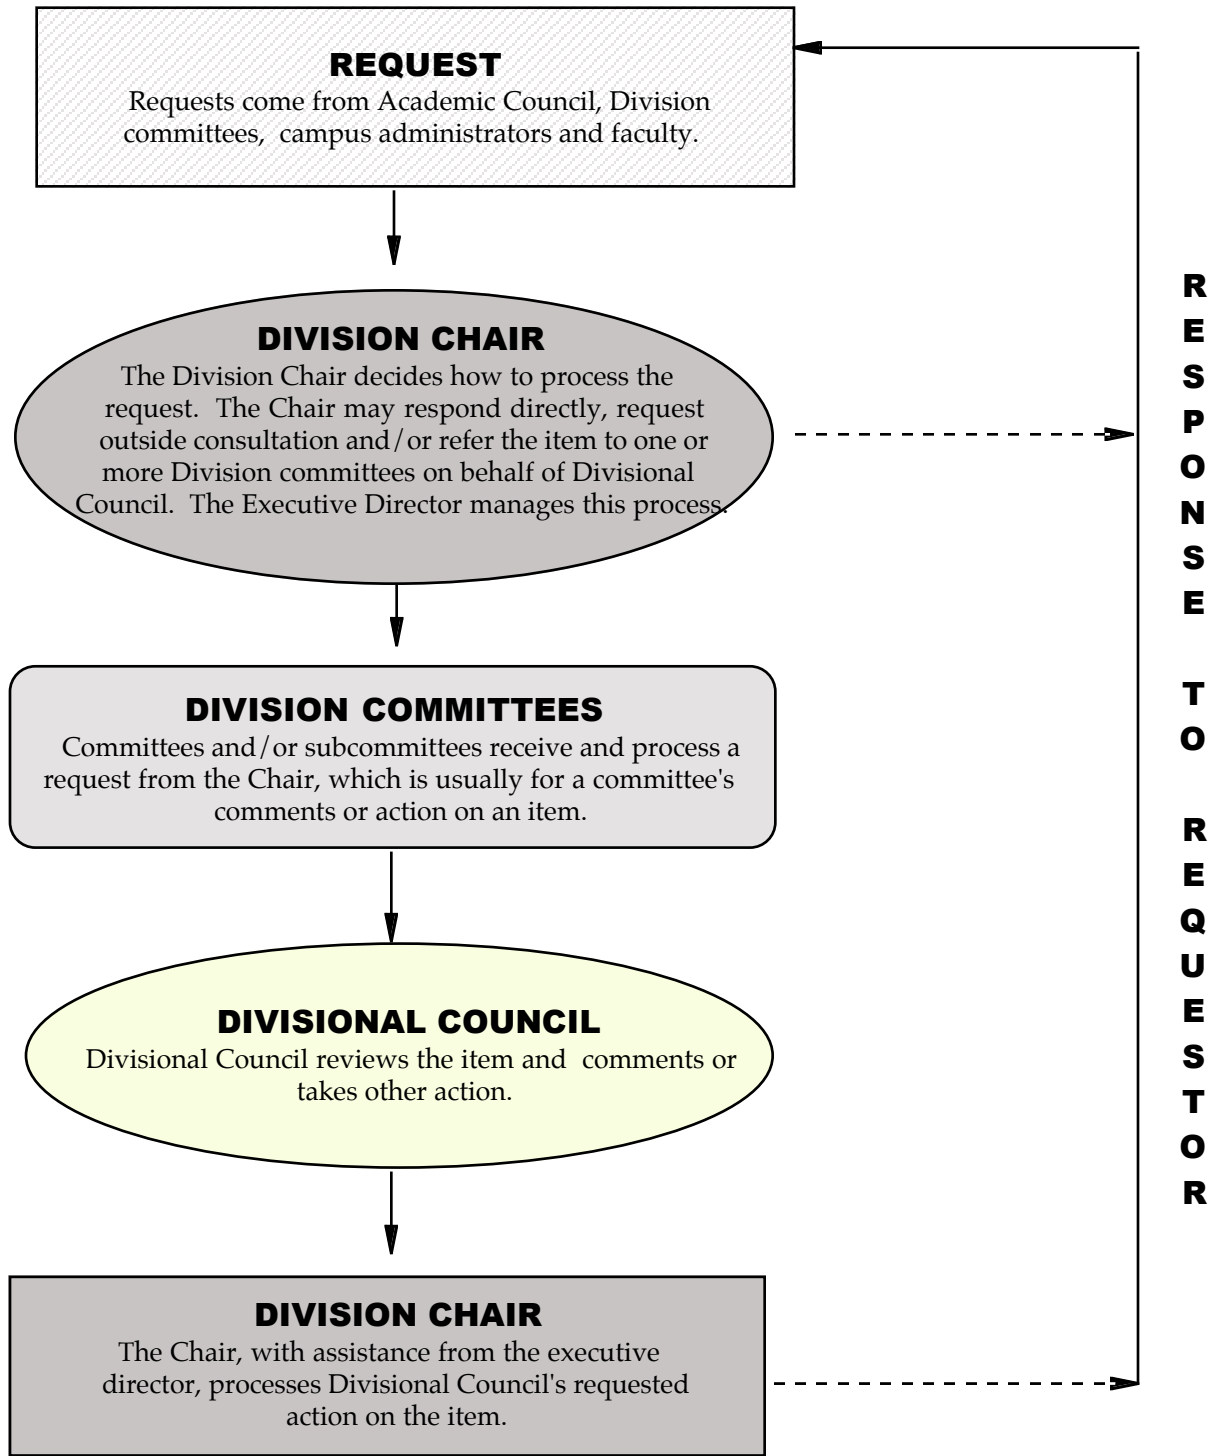 REQUEST
Requests come from Academic Council, Division
committees,  campus administrators and faculty.
DIVISION CHAIR
The Division Chair decides how to process the
request.  The Chair may respond directly, request
outside consultation and/or refer the item to one or
more Division committees on behalf of Divisional
Council.  The Executive Director manages this process.
DIVISION COMMITTEES
Committees and/or subcommittees receive and process a
request from the Chair, which is usually for a committee's
comments or action on an item.
DIVISIONAL COUNCIL
Divisional Council reviews the item and  comments or
takes other action.
DIVISION CHAIR
The Chair, with assistance from the executive
director, processes Divisional Council's requested
action on the item.
RESPONSE TO REQUESTOR